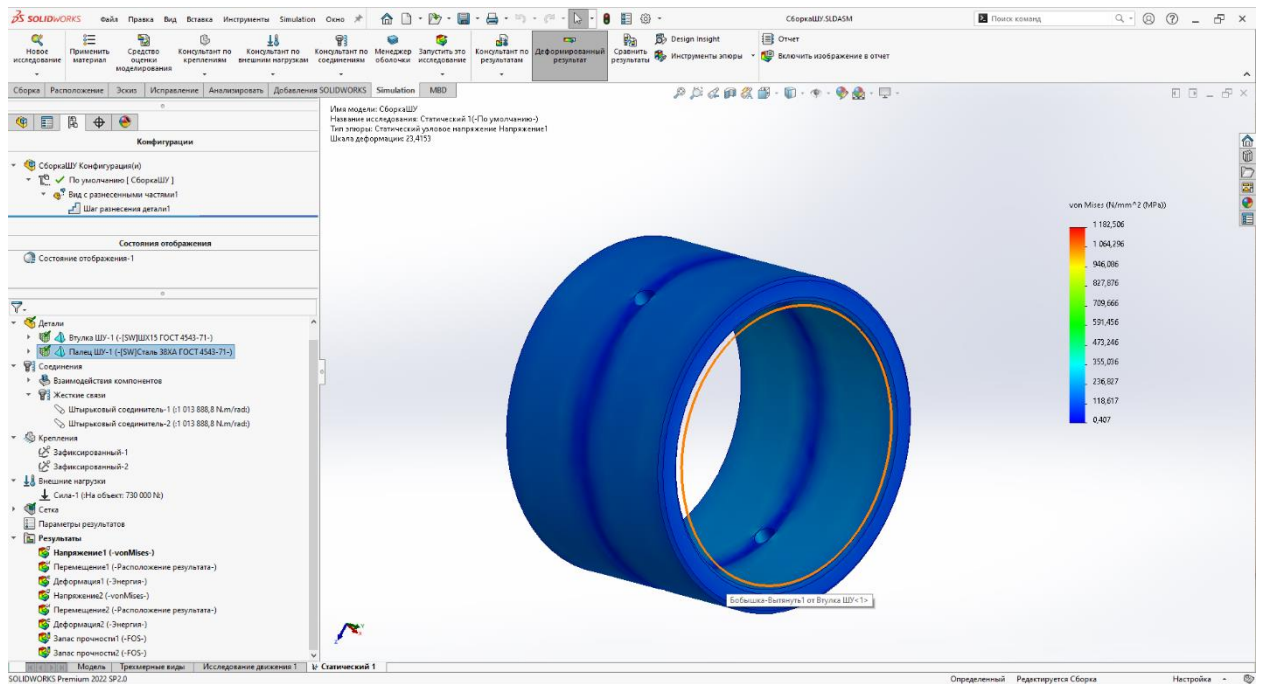 SOLIDWORKS Файл Правка Вид Вставка Инструменты Simulation Окно СборкаШУ.SLDASM Поиск команд
Новое исследование
Применить материал
Средство оценки моделирования
Консультант по креплениям
Консультант по внешним нагрузкам
Консультант по соединениям
Менеджер оболочки
Запустить это исследование
Консультант по результатам
Деформированный результат
Сравнить результаты
Design Insight
Инструменты эпюры
Отчет
Включить изображение в отчет
Сборка Расположение Эскиз Исправление Анализировать Добавления SOLIDWORKS Simulation MBD
Конфигурации
СборкаШУ Конфигурация(и)
По умолчанию [ СборкаШУ ]
Вид с разнесенными частями1
Шаг разнесения детали1
Состояния отображения
Состояние отображения-1
Детали
Втулка ШУ-1 (-[SW]ШХ15 ГОСТ 4543-71-)
Палец ШУ-1 (-[SW]Сталь 38ХА ГОСТ 4543-71-)
Соединения
Взаимодействия компонентов
Жесткие связи
Штырьковый соединитель-1 (:1 013 888,8 N.m/rad:)
Штырьковый соединитель-2 (:1 013 888,8 N.m/rad:)
Крепления
Зафиксированный-1
Зафиксированный-2
Внешние нагрузки
Сила-1 (:На объект: 730 000 N:)
Сетка
Параметры результатов
Результаты
Напряжение1 (-vonMises-)
Перемещение1 (-Расположение результата-)
Деформация1 (-Энергия-)
Напряжение2 (-vonMises-)
Перемещение2 (-Расположение результата-)
Деформация2 (-Энергия-)
Запас прочности1 (-FOS-)
Запас прочности2 (-FOS-)
Имя модели: СборкаШУ
Название исследования: Статический 1(-По умолчанию-)
Тип эпюры: Статический узловое напряжение Напряжение1
Шкала деформации: 23,4153
von Mises (N/mm^2 (MPa))
1 182,506
1 064,296
946,086
827,876
709,666
591,456
473,246
355,036
236,827
118,617
0,407
Бобышка-Вытянуть1 от Втулка ШУ<1>
Модель Трехмерные виды Исследование движения 1 Статический 1
SOLIDWORKS Premium 2022 SP2.0 Определенный Редактируется Сборка Настройка